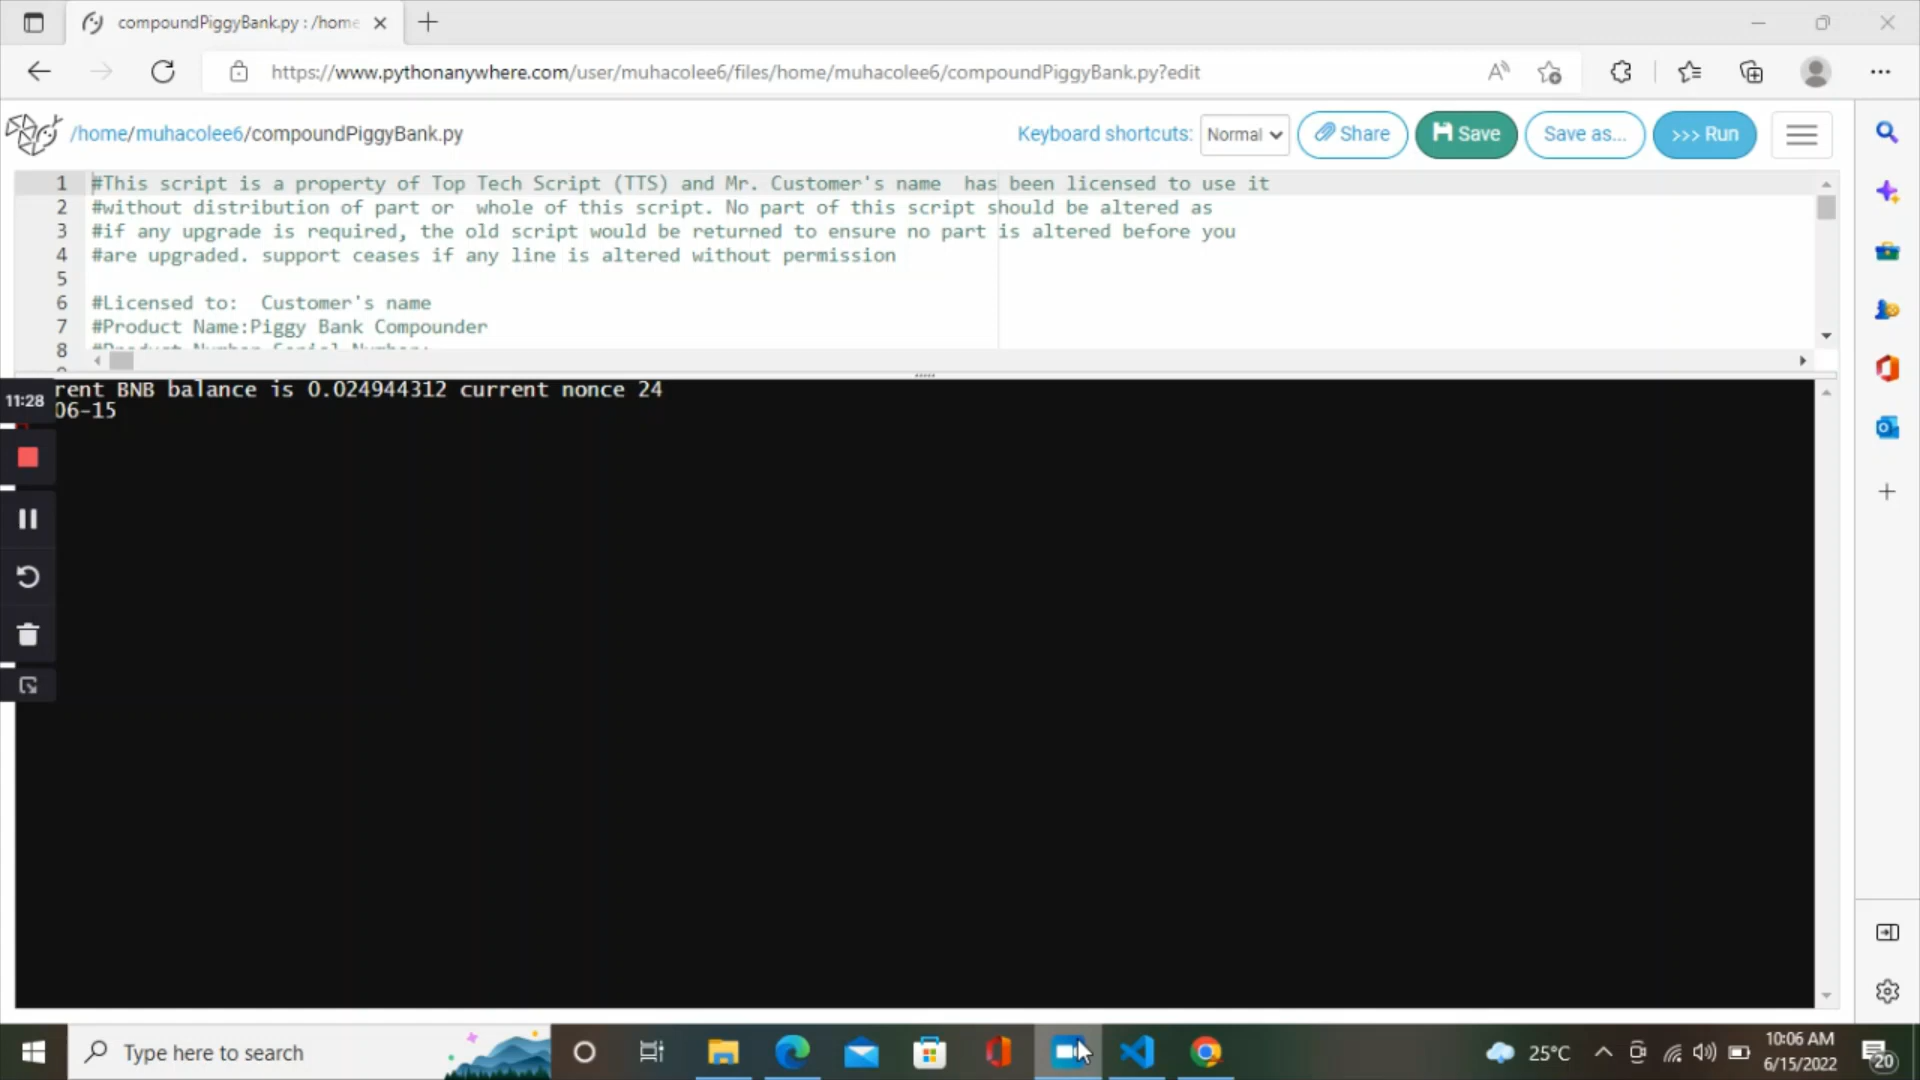 compoundPiggyBank.py : /home
https://www.pythonanywhere.com/user/muhacolee6/files/home/muhacolee6/compoundPiggyBank.py?edit
/home/muhacolee6/compoundPiggyBank.py
Keyboard shortcuts: Normal Share Save Save as... >>> Run
1 #This script is a property of Top Tech Script (TTS) and Mr. Customer's name  has been licensed to use it
2 #without distribution of part or  whole of this script. No part of this script should be altered as
3 #if any upgrade is required, the old script would be returned to ensure no part is altered before you
4 #are upgraded. support ceases if any line is altered without permission
5
6 #Licensed to:  Customer's name
7 #Product Name:Piggy Bank Compounder
8
rent BNB balance is 0.024944312 current nonce 24
11:28
06-15
Type here to search
25°C
10:06 AM
6/15/2022
20